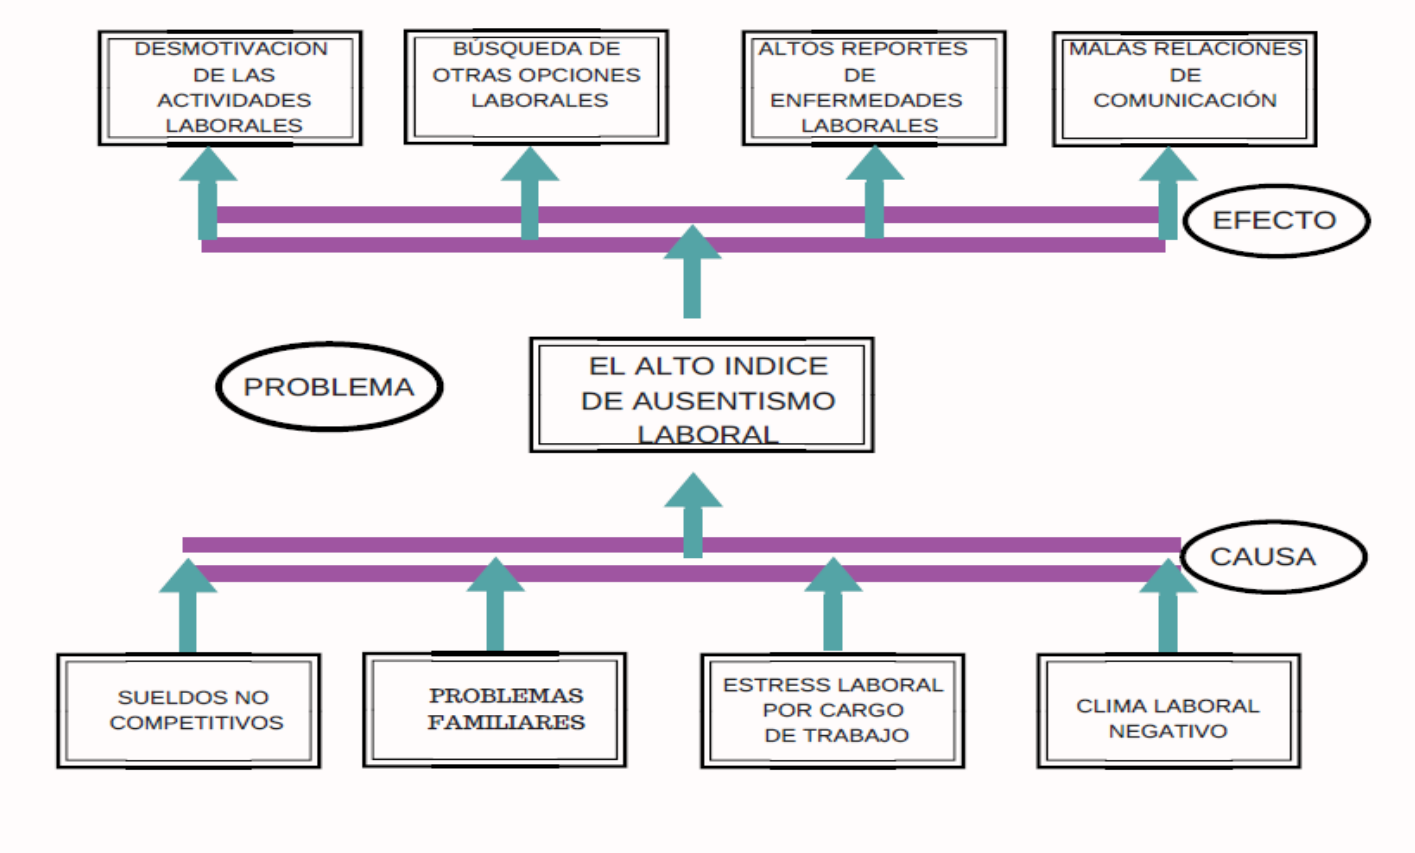 DESMOTIVACION
DE LAS
ACTIVIDADES
LABORALES
BÚSQUEDA DE
OTRAS OPCIONES
LABORALES
ALTOS REPORTES
DE
ENFERMEDADES
LABORALES
MALAS RELACIONES
DE
COMUNICACIÓN
EFECTO
PROBLEMA
EL ALTO INDICE
DE AUSENTISMO
LABORAL
CAUSA
SUELDOS NO
COMPETITIVOS
PROBLEMAS
FAMILIARES
ESTRESS LABORAL
POR CARGO
DE TRABAJO
CLIMA LABORAL
NEGATIVO